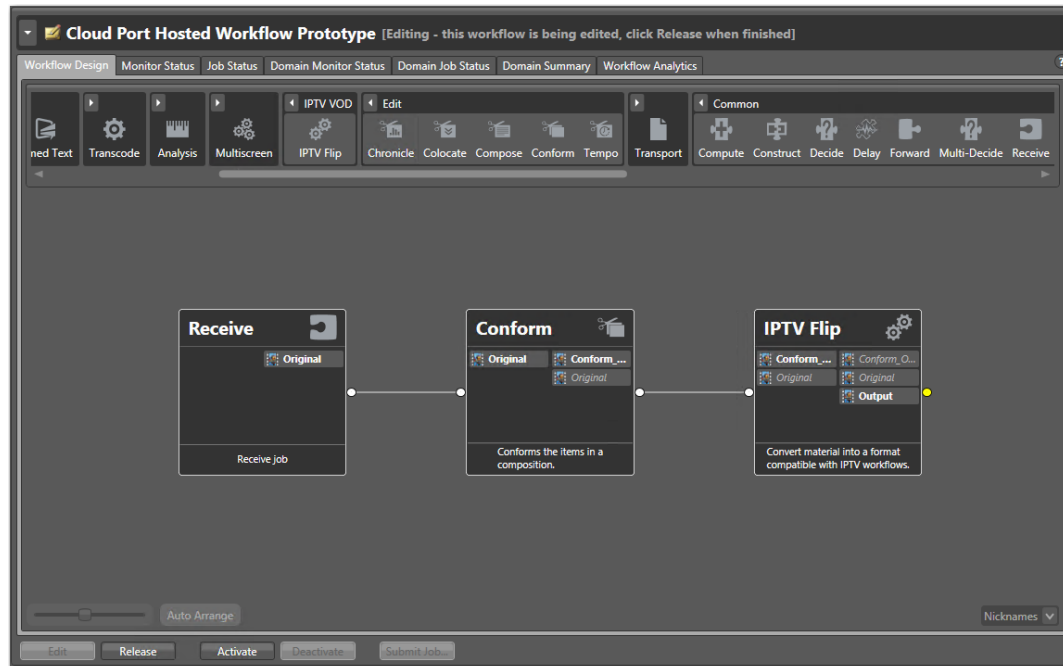 Cloud Port Hosted Workflow Prototype [Editing - this workflow is being edited, click Release when finished]
Workflow Design Monitor Status Job Status Domain Monitor Status Domain Job Status Domain Summary Workflow Analytics ?
IPTV VOD Edit Common
ned Text Transcode Analysis Multiscreen IPTV Flip Chronicle Colocate Compose Conform Tempo Transport Compute Construct Decide Delay Forward Multi-Decide Receive
Receive
Original
Receive job
Conform
Original Conform_...
Original
Conforms the items in a
composition.
IPTV Flip
Conform_... Conform_O...
Original Original
Output
Convert material into a format
compatible with IPTV workflows.
Auto Arrange Nicknames
Edit Release Activate Deactivate Submit Job...